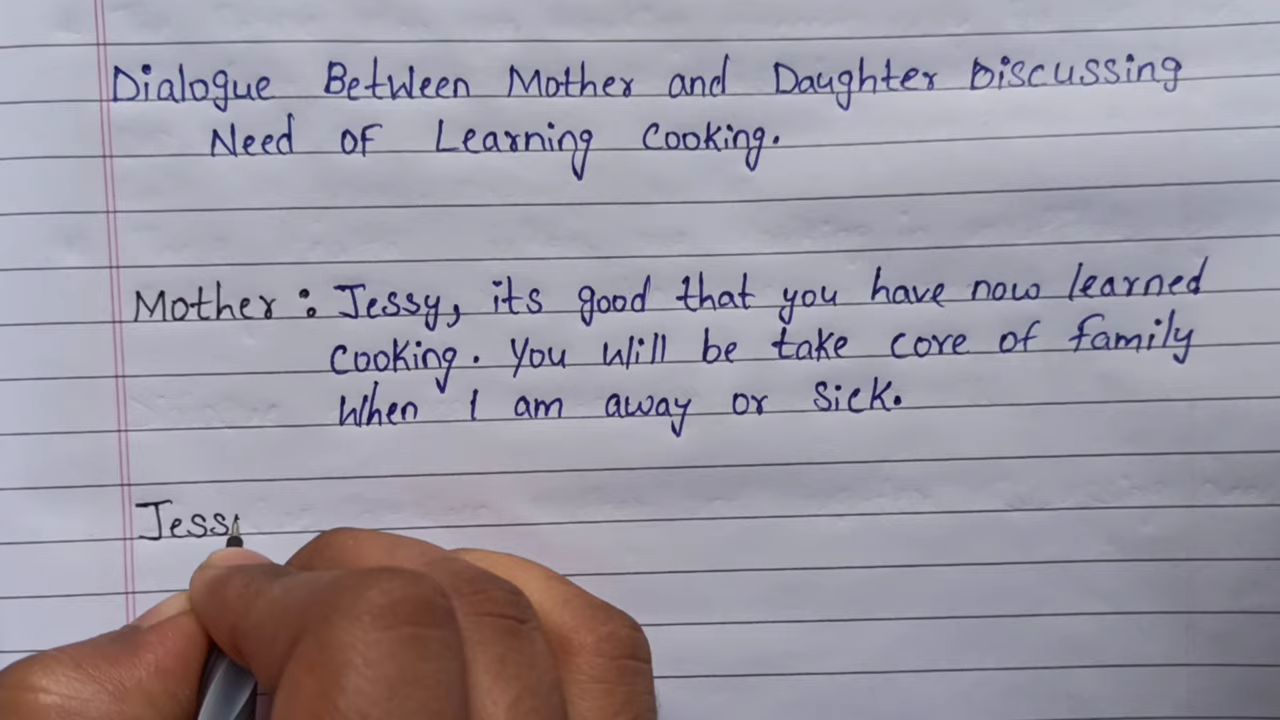 Dialogue Between Mother and Daughter Discussing
Need of Learning Cooking.
Mother : Jessy, its good that you have now learned
cooking. You will be take core of family
when I am away or sick.
Jess